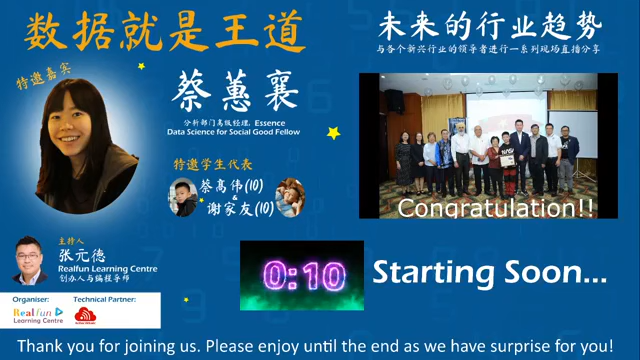 数据就是王道
未来的行业趋势
与各个新兴行业的领导者进行一系列现场直播分享
特邀嘉宾
蔡蕙襄
分析部门高级经理, Essence
Data Science for Social Good Fellow
特邀学生代表
蔡高伟(10)
&
谢家友(10)
Congratulation!!
主持人
张元德
Realfun Learning Centre
创办人与编程导师
0:10
Starting Soon...
Organiser:
Technical Partner:
Realfun
Learning Centre
Thank you for joining us. Please enjoy until the end as we have surprise for you!